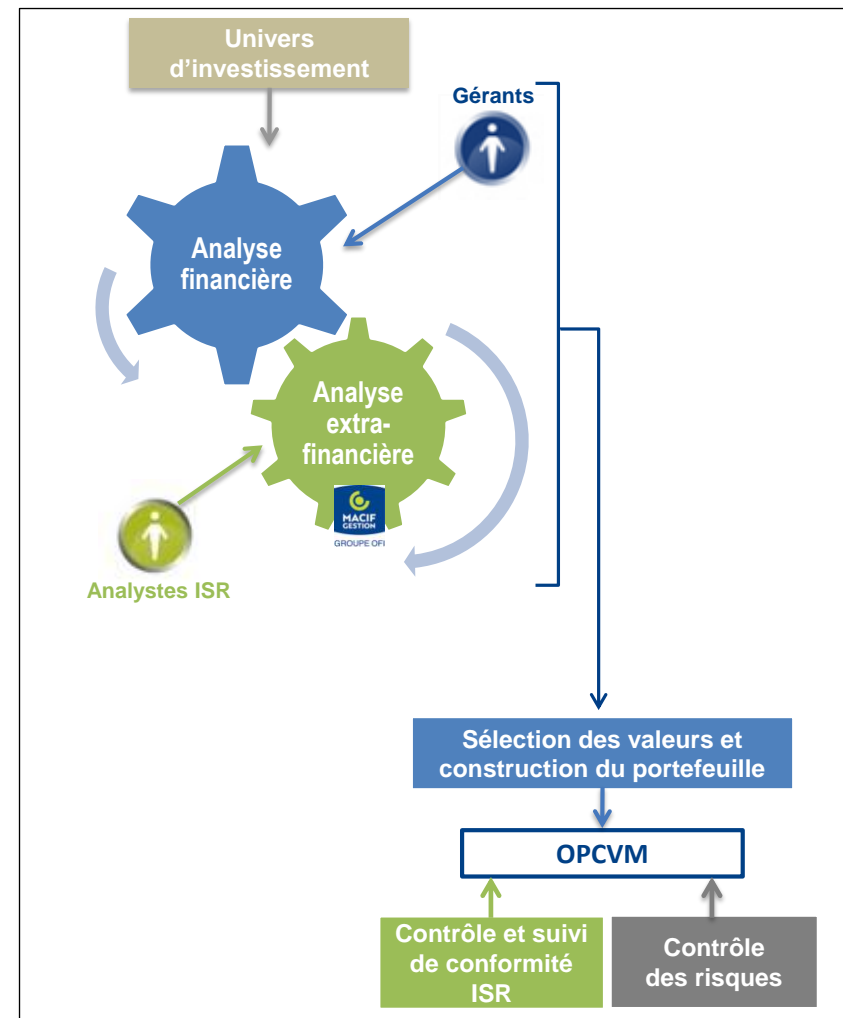 Univers
d’investissement
Gérants
Analyse
financière
Analyse
extra-
financière
MACIF
GESTION
GROUPE OFI
Analystes ISR
Sélection des valeurs et
construction du portefeuille
OPCVM
Contrôle et suivi
de conformité
ISR
Contrôle
des risques